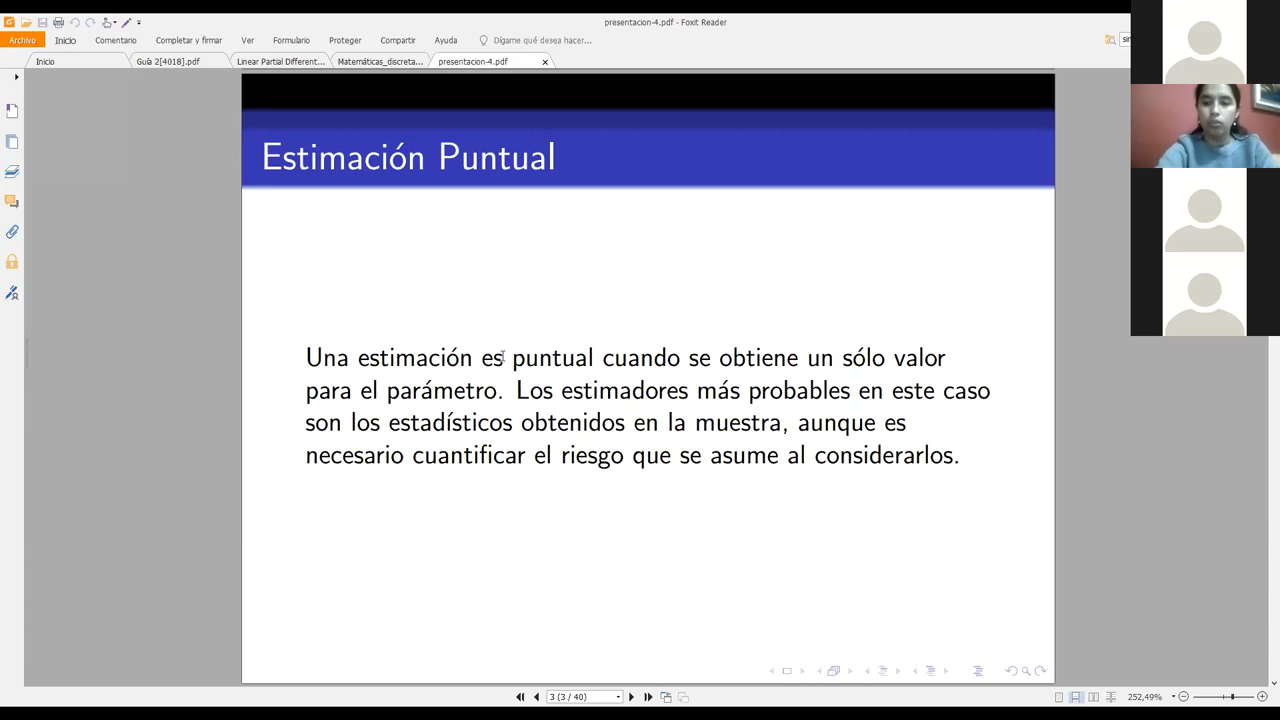 presentacion-4.pdf - Foxit Reader
Archivo Inicio Comentario Completar y firmar Ver Formulario Proteger Compartir Ayuda Dígame qué desea hacer...
Inicio Guía 2[4018].pdf Linear Partial Different... Matemáticas_discreta... presentacion-4.pdf
Estimación Puntual
Una estimación es puntual cuando se obtiene un sólo valor
para el parámetro. Los estimadores más probables en este caso
son los estadísticos obtenidos en la muestra, aunque es
necesario cuantificar el riesgo que se asume al considerarlos.
3 (3 / 40) 252,49%